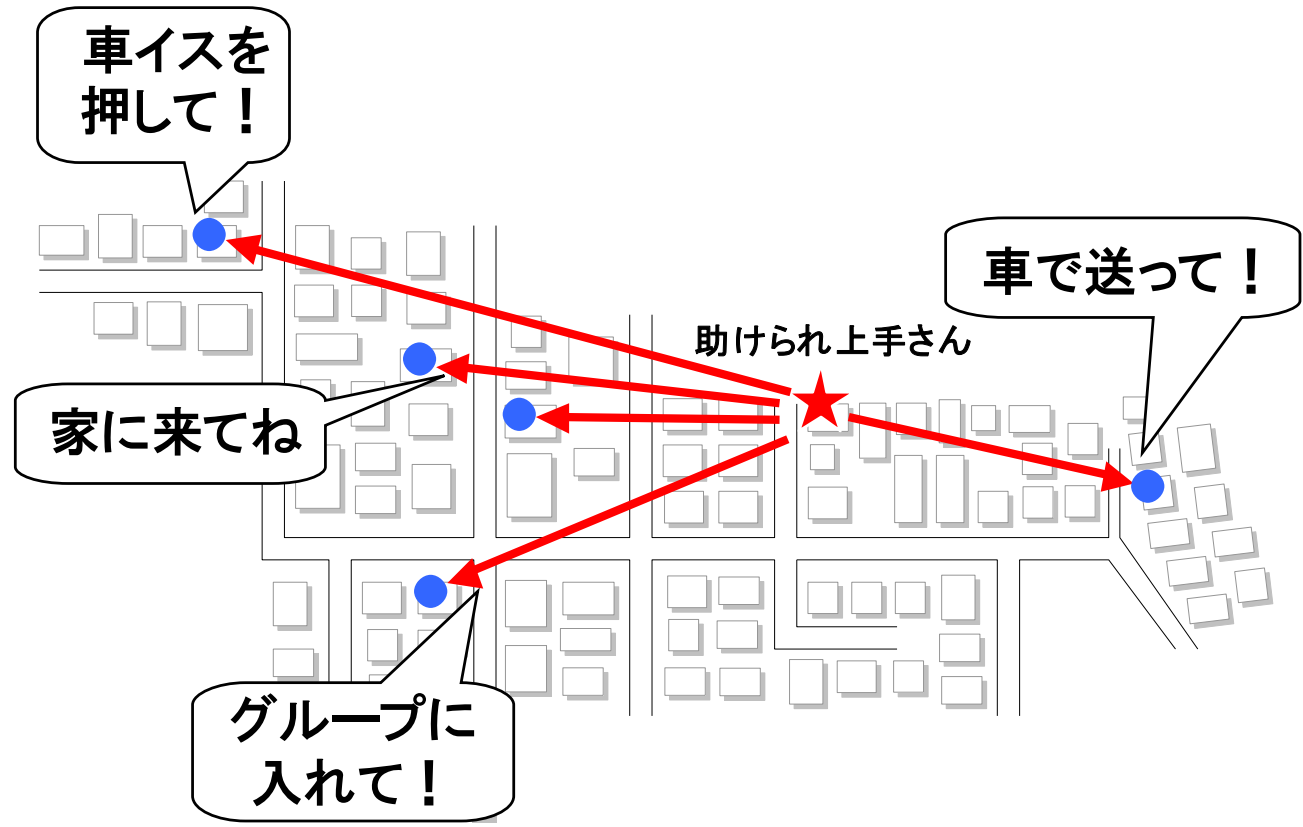 車イスを
押して！
車で送って！
助けられ上手さん
家に来てね
グループに
入れて！